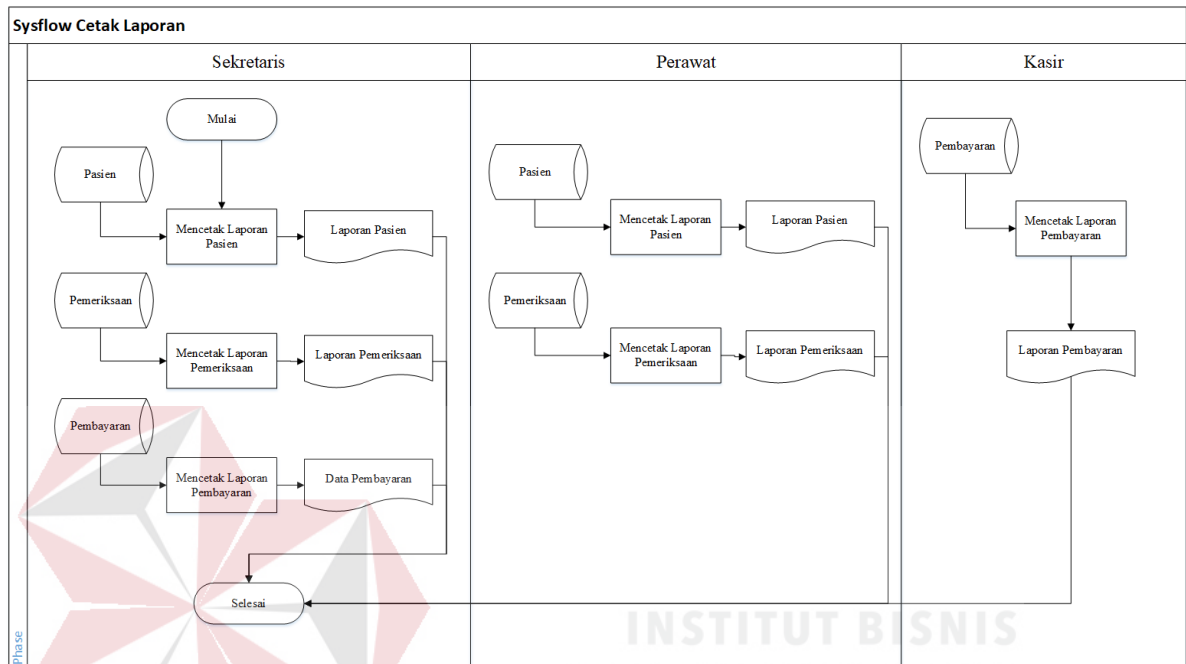 Sysflow Cetak Laporan
Sekretaris
Perawat
Kasir
Mulai
Pasien
Mencetak Laporan
Pasien
Laporan Pasien
Pemeriksaan
Mencetak Laporan
Pemeriksaan
Laporan Pemeriksaan
Pembayaran
Mencetak Laporan
Pembayaran
Data Pembayaran
Selesai
Pasien
Mencetak Laporan
Pasien
Laporan Pasien
Pemeriksaan
Mencetak Laporan
Pemeriksaan
Laporan Pemeriksaan
Pembayaran
Mencetak Laporan
Pembayaran
Laporan Pembayaran
INSTITUT BISNIS
Phase